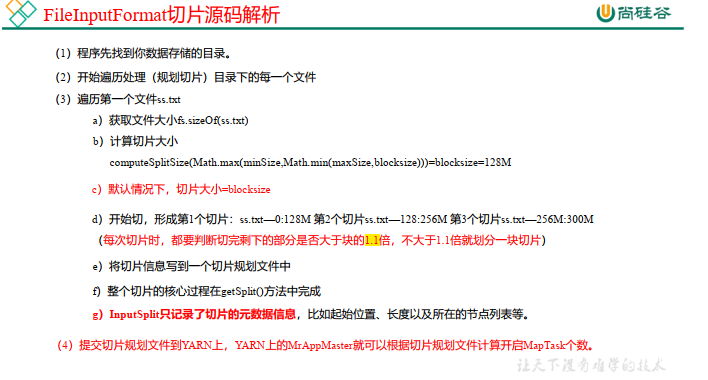 FileInputFormat切片源码解析
尚硅谷
（1）程序先找到你数据存储的目录。
（2）开始遍历处理（规划切片）目录下的每一个文件
（3）遍历第一个文件ss.txt
a）获取文件大小fs.sizeOf(ss.txt)
b）计算切片大小
computeSplitSize(Math.max(minSize,Math.min(maxSize,blocksize)))=blocksize=128M
c）默认情况下，切片大小=blocksize
d）开始切，形成第1个切片：ss.txt—0:128M 第2个切片ss.txt—128:256M 第3个切片ss.txt—256M:300M
（每次切片时，都要判断切完剩下的部分是否大于块的1.1倍，不大于1.1倍就划分一块切片）
e）将切片信息写到一个切片规划文件中
f）整个切片的核心过程在getSplit()方法中完成
g）InputSplit只记录了切片的元数据信息，比如起始位置、长度以及所在的节点列表等。
（4）提交切片规划文件到YARN上，YARN上的MrAppMaster就可以根据切片规划文件计算开启MapTask个数。
让天下没有难学的技术